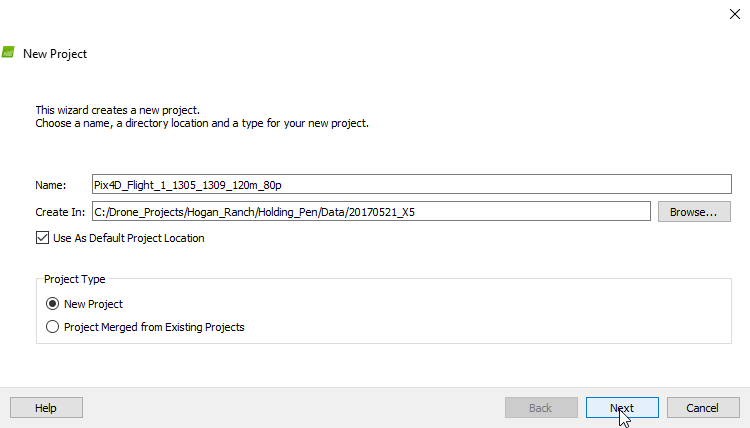 New Project
This wizard creates a new project.
Choose a name, a directory location and a type for your new project.
Name: Pix4D_Flight_1_1305_1309_120m_80p
Create In: C:/Drone_Projects/Hogan_Ranch/Holding_Pen/Data/20170521_X5 Browse...
Use As Default Project Location
Project Type
New Project
Project Merged from Existing Projects
Help Back Next Cancel